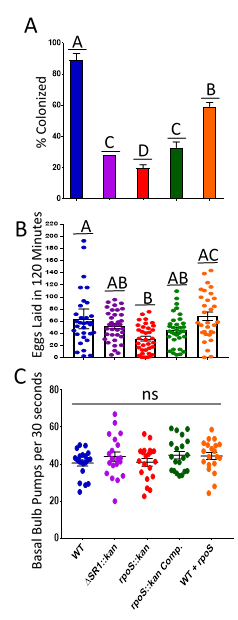 A
% Colonized
100
80
60
40
20
0
A
C
D
C
B
B
Eggs Laid in 120 Minutes
220
200
180
160
140
120
100
80
60
40
20
0
A
AB
B
AB
AC
C
Basal Bulb Pumps per 30 seconds
80
60
40
20
0
ns
WT
ΔSR1::kan
rpoS::kan
rpoS::kan Comp.
WT + rpoS